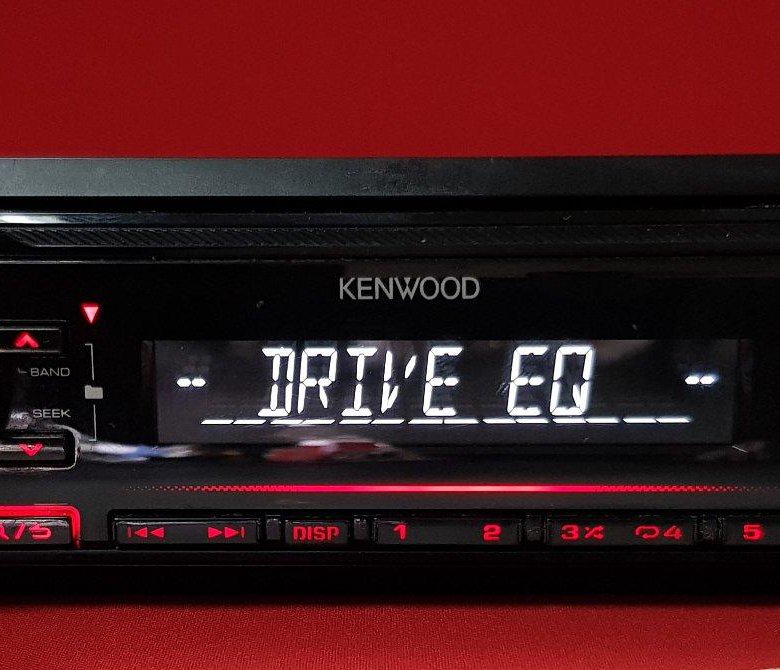 KENWOOD
DRIVE EQ
BAND
SEEK
DISP 1 2 3 4 5